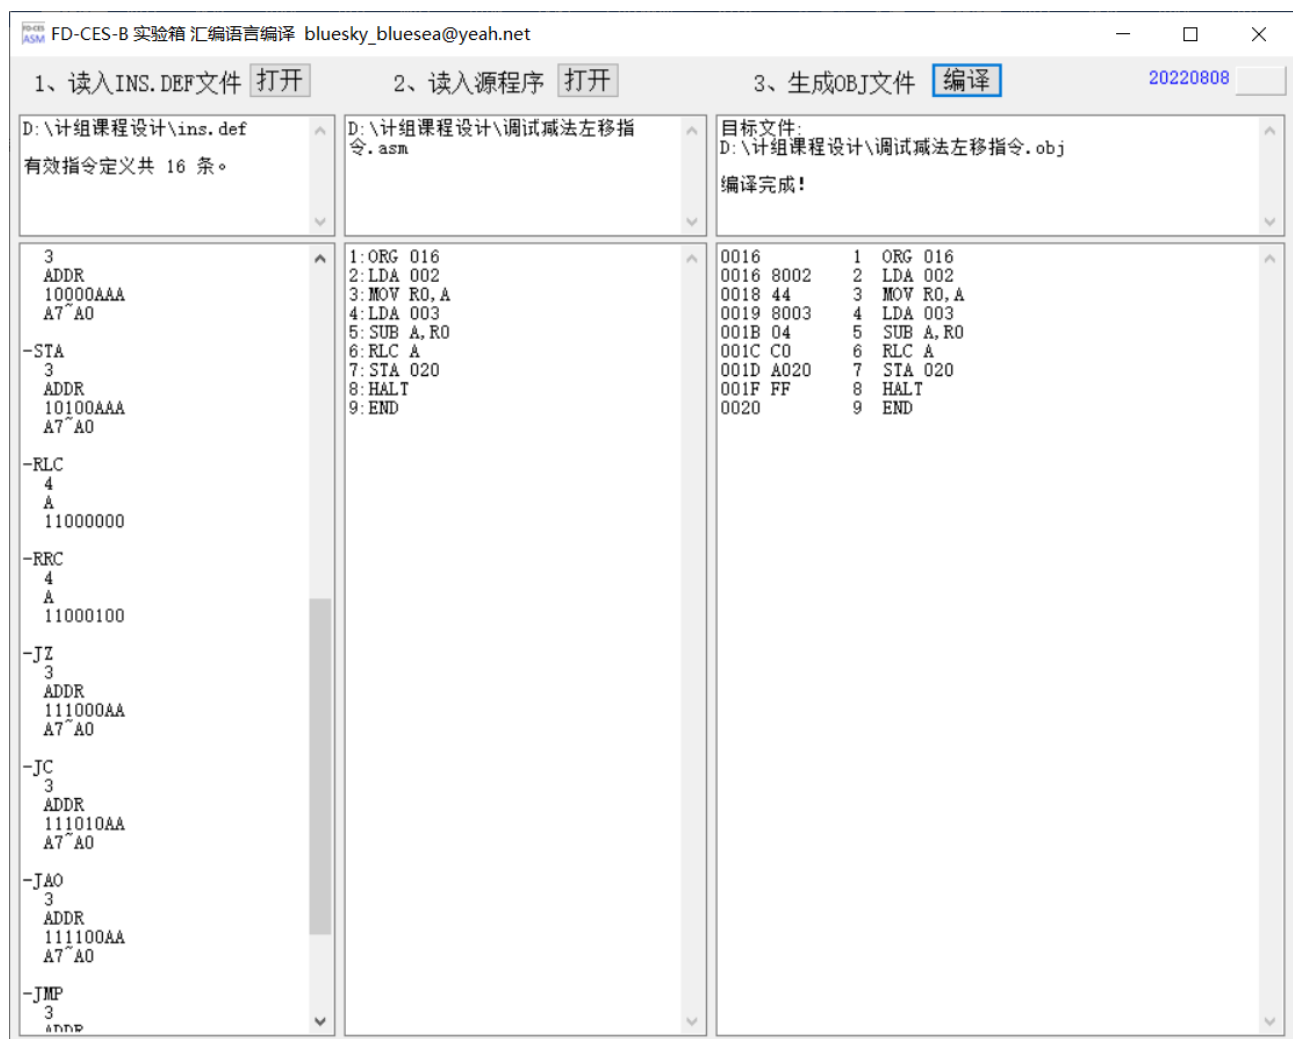 FD-CES ASM FD-CES-B 实验箱 汇编语言编译 bluesky_bluesea@yeah.net
1、读入INS.DEF文件 打开 2、读入源程序 打开 3、生成OBJ文件 编译 20220808
D:\计组课程设计\ins.def
有效指令定义共 16 条。
D:\计组课程设计\调试减法左移指
令.asm
目标文件:
D:\计组课程设计\调试减法左移指令.obj
编译完成!
3
ADDR
10000AAA
A7~A0
-STA
3
ADDR
10100AAA
A7~A0
-RLC
4
A
11000000
-RRC
4
A
11000100
-JZ
3
ADDR
111000AA
A7~A0
-JC
3
ADDR
111010AA
A7~A0
-JAO
3
ADDR
111100AA
A7~A0
-JMP
3
ADDR
1:ORG 016
2:LDA 002
3:MOV R0,A
4:LDA 003
5:SUB A,R0
6:RLC A
7:STA 020
8:HALT
9:END
0016 1 ORG 016
0016 8002 2 LDA 002
0018 44 3 MOV R0,A
0019 8003 4 LDA 003
001B 04 5 SUB A,R0
001C C0 6 RLC A
001D A020 7 STA 020
001F FF 8 HALT
0020 9 END